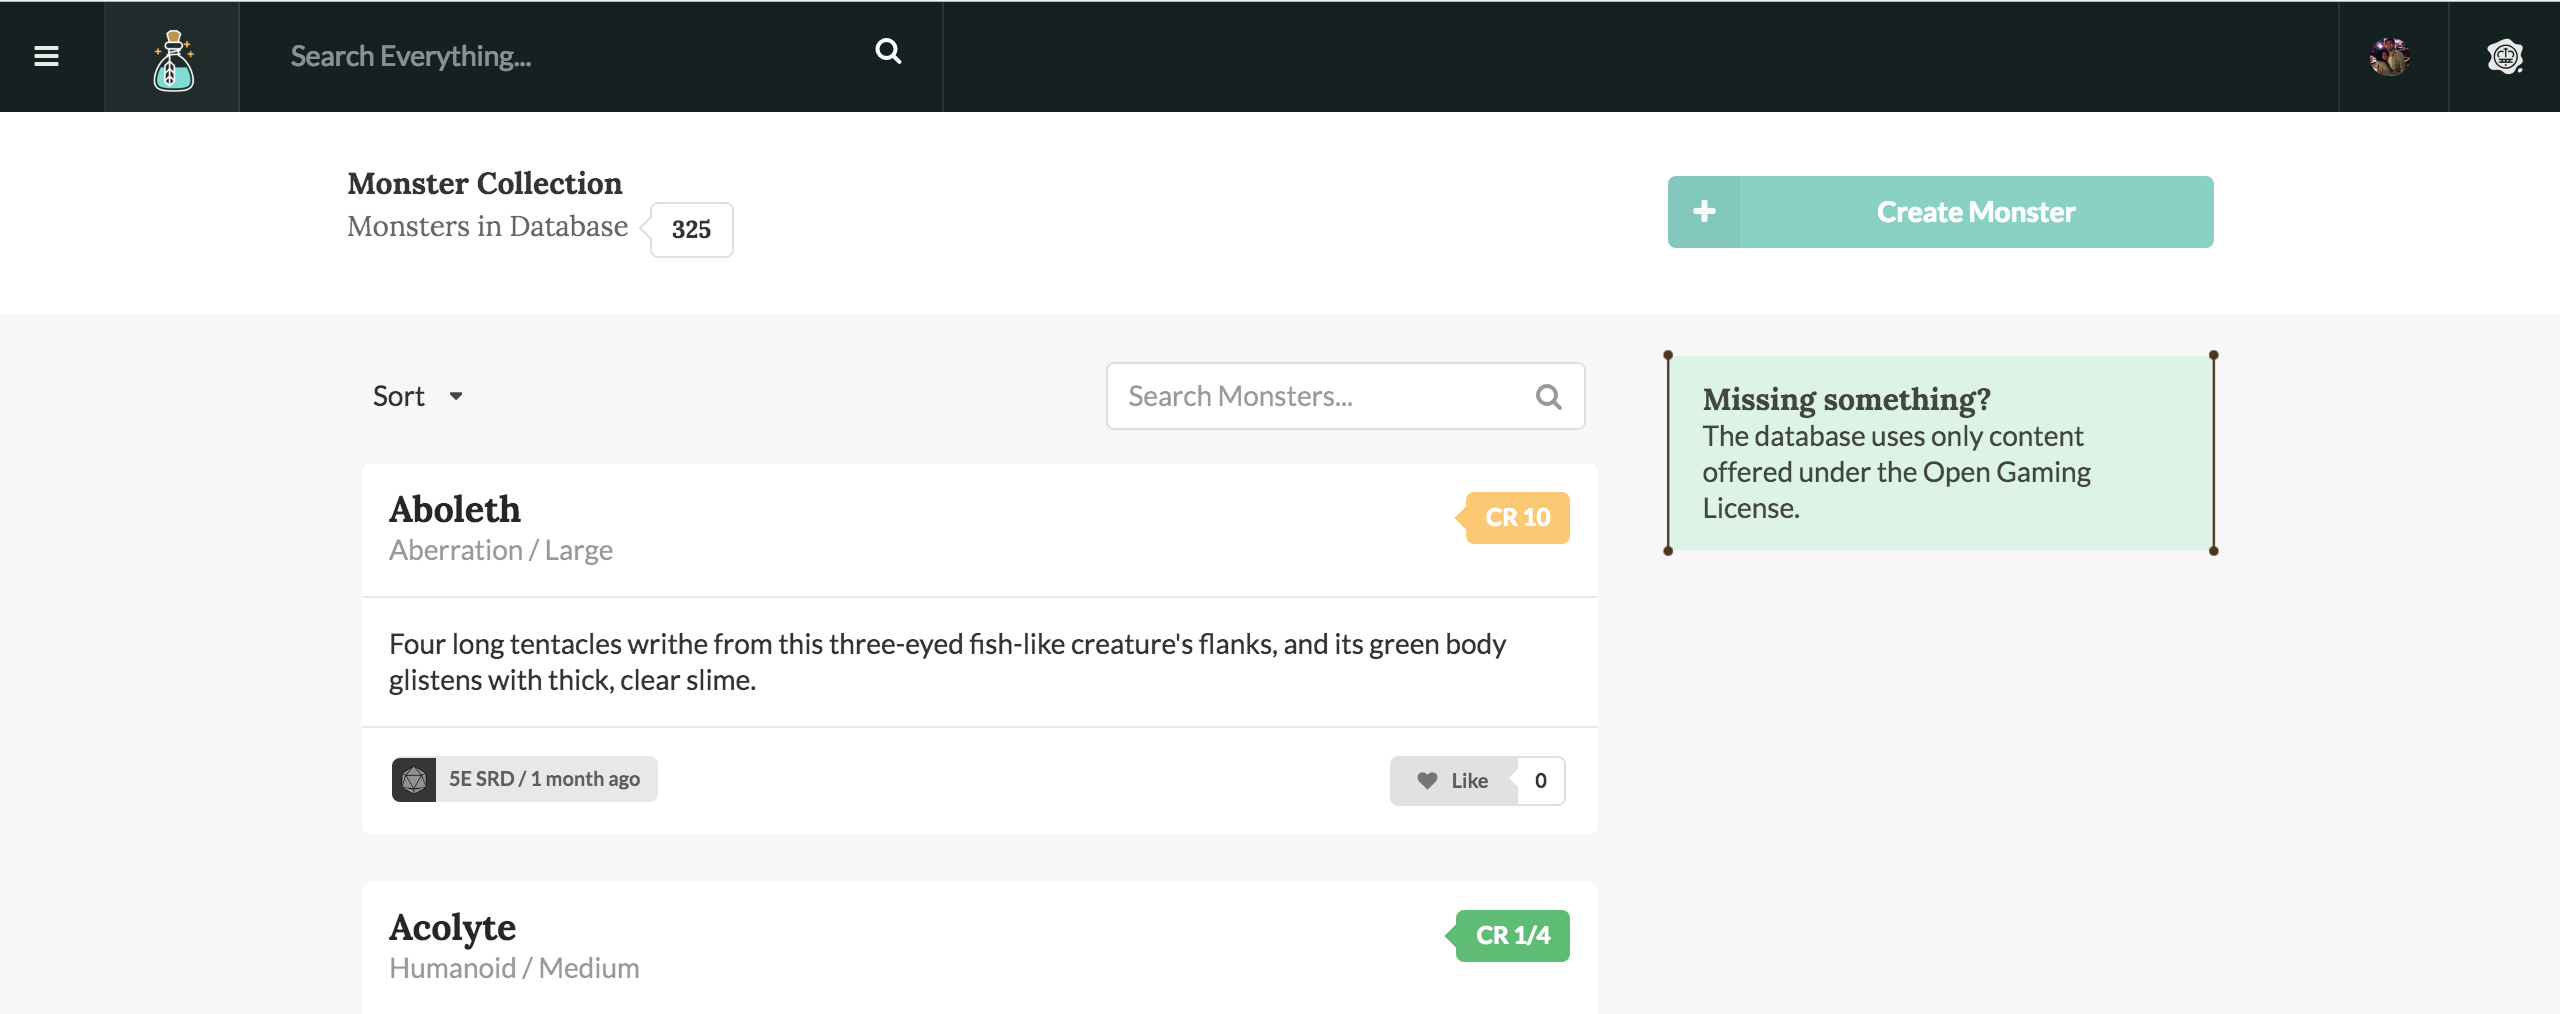 Search Everything...
Monster Collection
Monsters in Database 325
Create Monster
Sort
Search Monsters...
Missing something?
The database uses only content
offered under the Open Gaming
License.
Aboleth
CR 10
Aberration / Large
Four long tentacles writhe from this three-eyed fish-like creature's flanks, and its green body
glistens with thick, clear slime.
5E SRD / 1 month ago
Like 0
Acolyte
CR 1/4
Humanoid / Medium